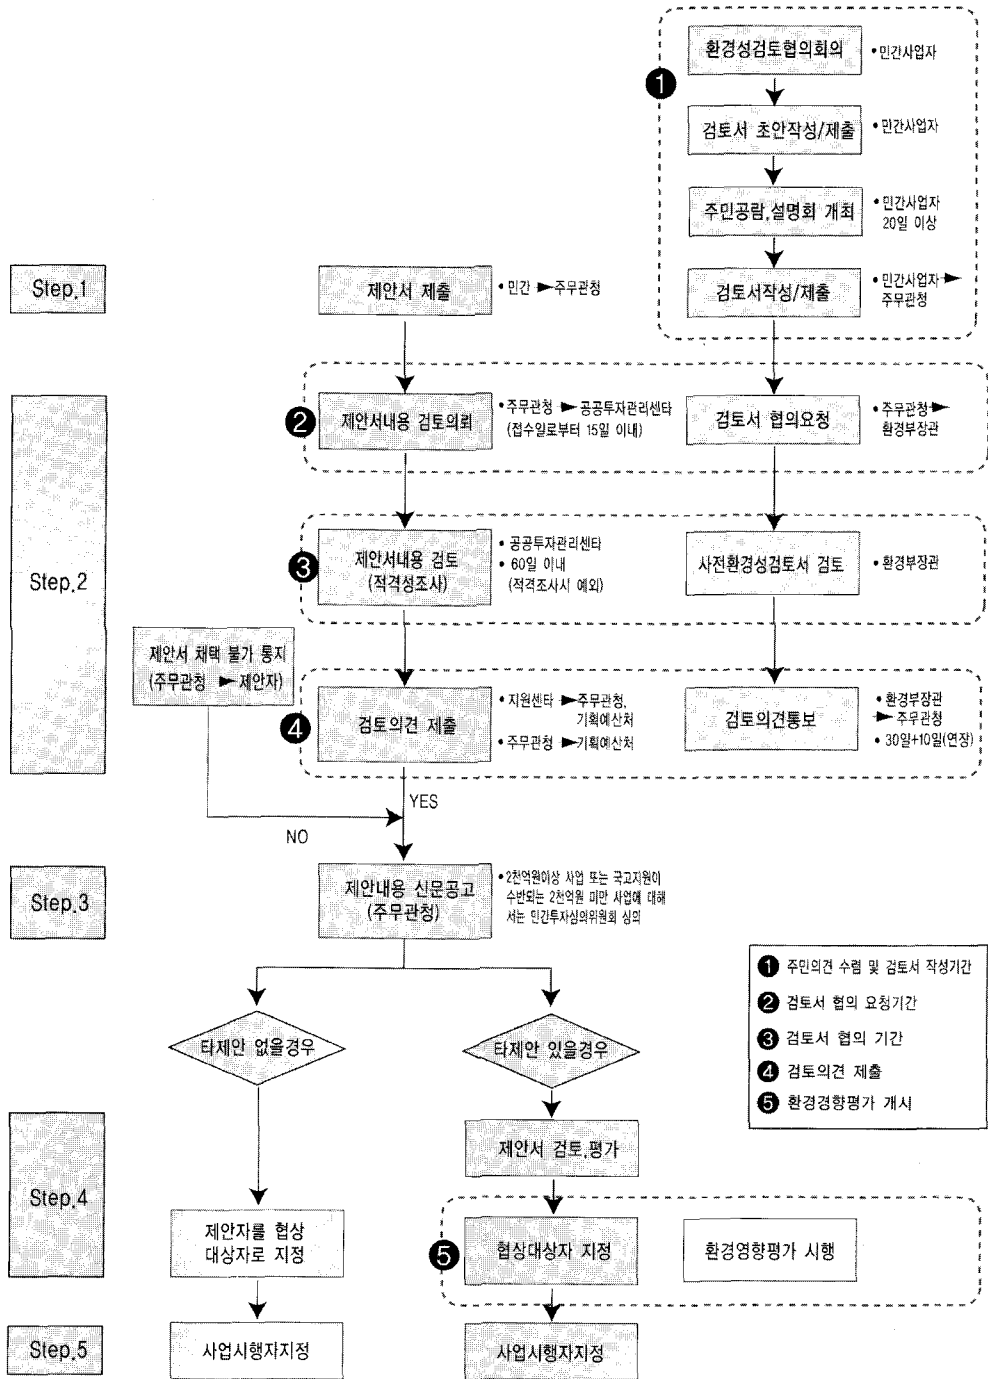 ❶
환경성검토협의회의
• 민간사업자
검토서 초안작성/제출
• 민간사업자
주민공람,설명회 개최
• 민간사업자
20일 이상
Step.1
제안서 제출
• 민간 ► 주무관청
검토서작성/제출
• 민간사업자 ►
주무관청
❷
제안서내용 검토의뢰
• 주무관청 ► 공공투자관리센타
(접수일로부터 15일 이내)
검토서 협의요청
• 주무관청 ►
환경부장관
Step.2
❸
제안서내용 검토
(적격성조사)
• 공공투자관리센타
• 60일 이내
(적격조사시 예외)
사전환경성검토서 검토
• 환경부장관
제안서 채택 불가 통지
(주무관청 ► 제안자)
❹
검토의견 제출
• 지원센타 ► 주무관청,
기획예산처
• 주무관청 ► 기획예산처
검토의견통보
• 환경부장관
► 주무관청
• 30일+10일(연장)
YES
NO
Step.3
제안내용 신문공고
(주무관청)
• 2천억원이상 사업 또는 국고지원이
수반되는 2천억원 미만 사업에 대해
서는 민간투자심의위원회 심의
❶ 주민의견 수렴 및 검토서 작성기간
❷ 검토서 협의 요청기간
❸ 검토서 협의 기간
❹ 검토의견 제출
❺ 환경경향평가 개시
타제안 없을경우
타제안 있을경우
Step.4
제안서 검토,평가
제안자를 협상
대상자로 지정
❺
협상대상자 지정
환경영향평가 시행
Step.5
사업시행자지정
사업시행자지정